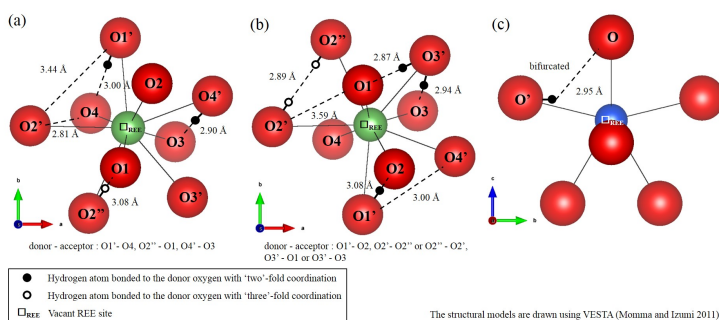 (a)
O1'
3.44 Å
3.00 Å
O2
O4'
O2'
O4
2.81 Å
□REE
O3
2.90 Å
O1
3.08 Å
O2''
O3'
b
a
donor - acceptor : O1'- O4, O2'' - O1, O4' - O3
(b)
O2''
2.87 Å
O3'
2.89 Å
O1
2.94 Å
O3
O2'
3.59 Å
□REE
O4
O2
O4'
3.08 Å
3.00 Å
O1'
b
a
donor - acceptor : O1'- O2, O2'- O2'' or O2'' - O2',
O3' - O1 or O3' - O3
(c)
O
bifurcated
O'
2.95 Å
□REE
c
b
Hydrogen atom bonded to the donor oxygen with 'two'-fold coordination
Hydrogen atom bonded to the donor oxygen with 'three'-fold coordination
□REE Vacant REE site
The structural models are drawn using VESTA (Momma and Izumi 2011)